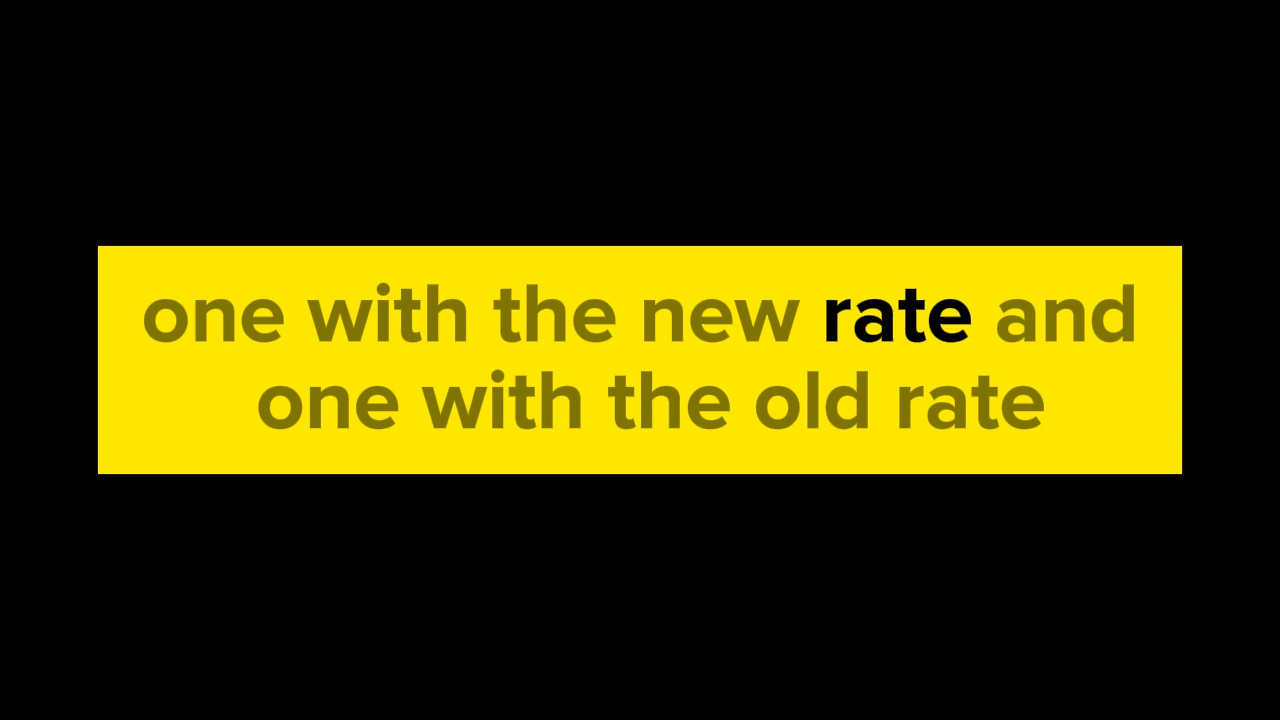 one with the new rate and
one with the old rate